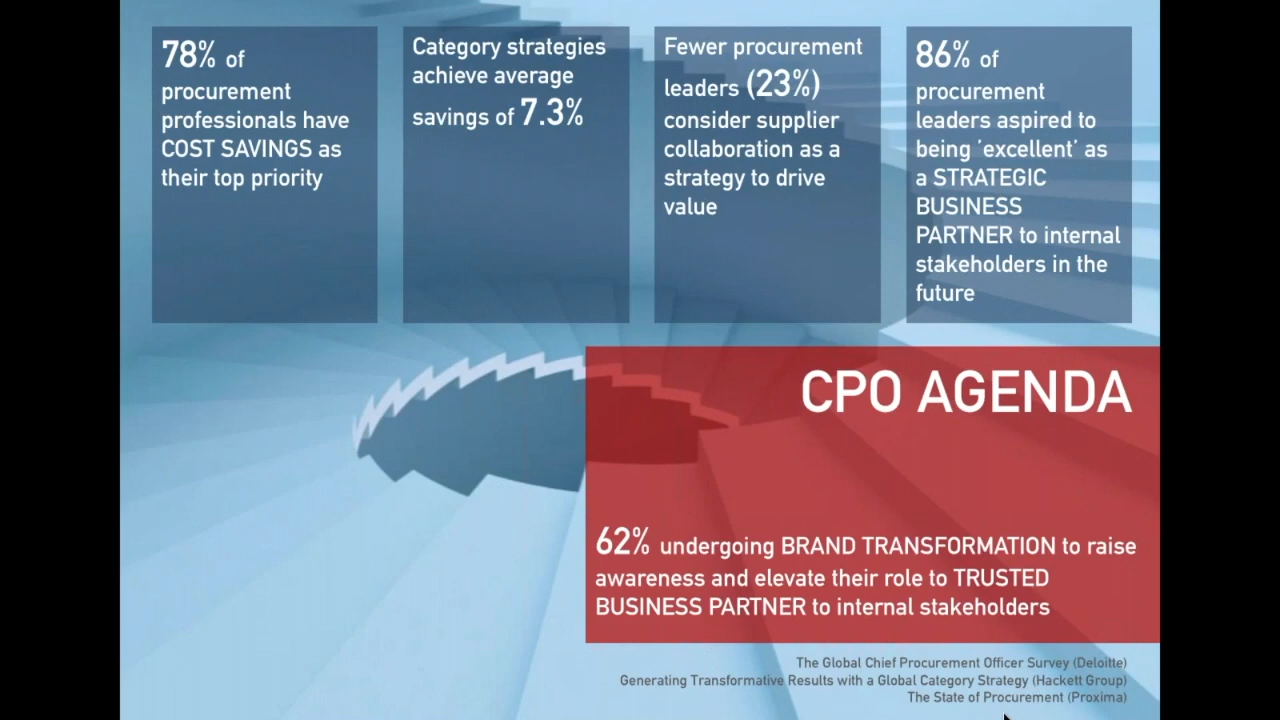 78% of
procurement
professionals have
COST SAVINGS as
their top priority
Category strategies
achieve average
savings of 7.3%
Fewer procurement
leaders (23%)
consider supplier
collaboration as a
strategy to drive
value
86% of
procurement
leaders aspired to
being ‘excellent’ as
a STRATEGIC
BUSINESS
PARTNER to internal
stakeholders in the
future
CPO AGENDA
62% undergoing BRAND TRANSFORMATION to raise
awareness and elevate their role to TRUSTED
BUSINESS PARTNER to internal stakeholders
The Global Chief Procurement Officer Survey (Deloitte)
Generating Transformative Results with a Global Category Strategy (Hackett Group)
The State of Procurement (Proxima)